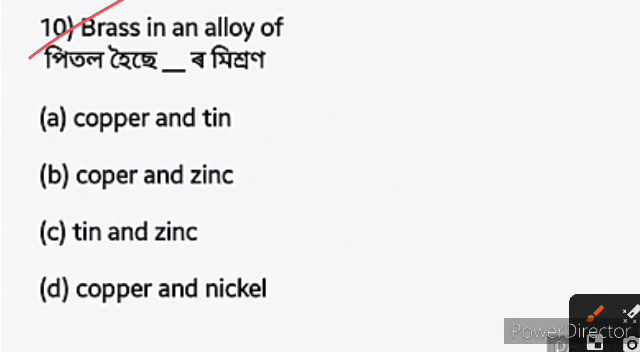 10) Brass in an alloy of
পিতল হৈছে __ ৰ মিশ্ৰণ
(a) copper and tin
(b) coper and zinc
(c) tin and zinc
(d) copper and nickel
PowerDirector